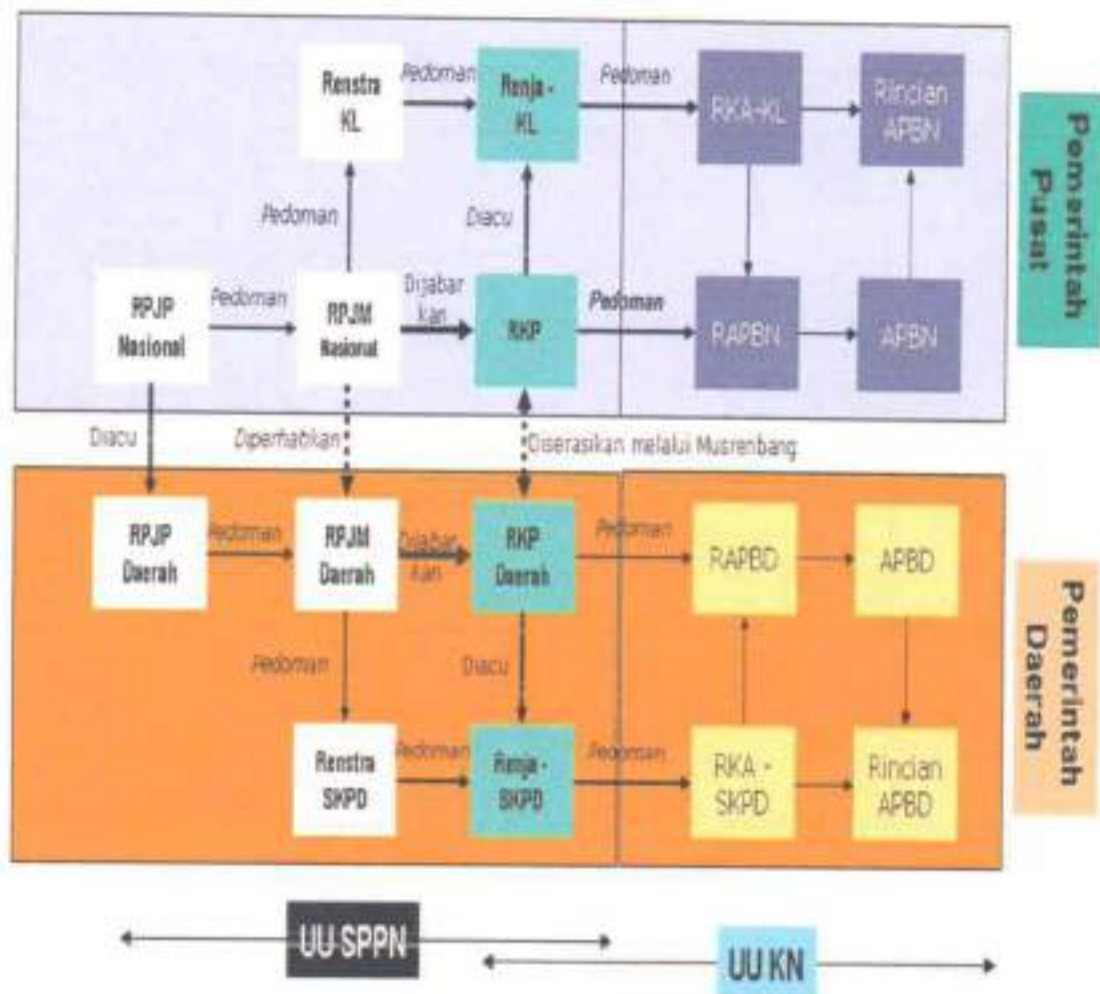 Renstra
KL
Pedoman
Renja -
KL
Pedoman
RKA-KL
Rincian
APBN
Pedoman
Diacu
RPJP
Nasional
Pedoman
RPJM
Nasional
Dijabar
kan
RKP
Pedoman
RAPBN
APBN
Pemerintah
Pusat
Diacu
Diperhatikan
Diserasikan melalui Musrenbang
RPJP
Daerah
Pedoman
RPJM
Daerah
Dijabar
kan
RKP
Daerah
Pedoman
RAPBD
APBD
Pedoman
Diacu
Renstra
SKPD
Pedoman
Renja -
SKPD
Pedoman
RKA -
SKPD
Rincian
APBD
Pemerintah
Daerah
UU SPPN
UU KN